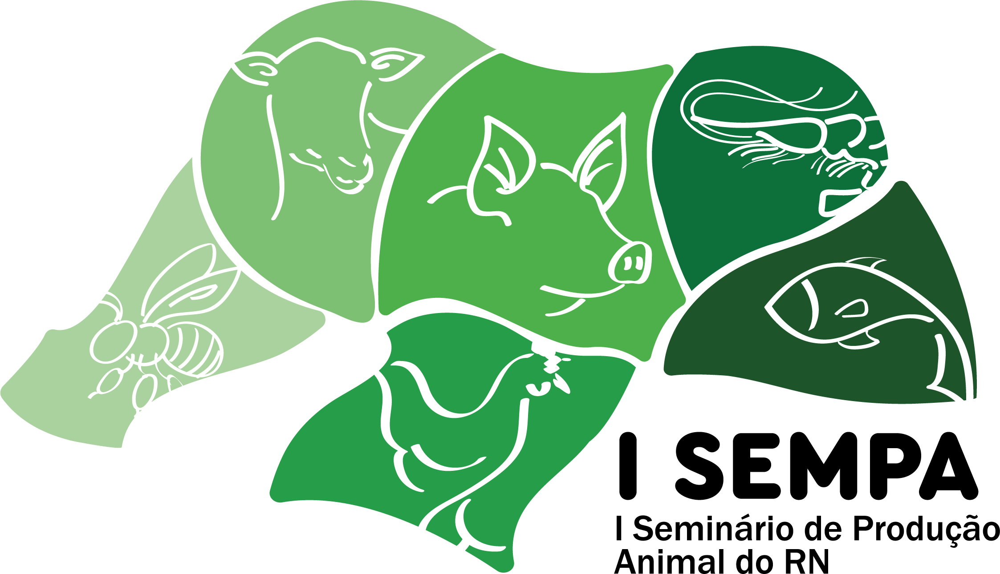 I SEMPA
I Seminário de Produção
Animal do RN